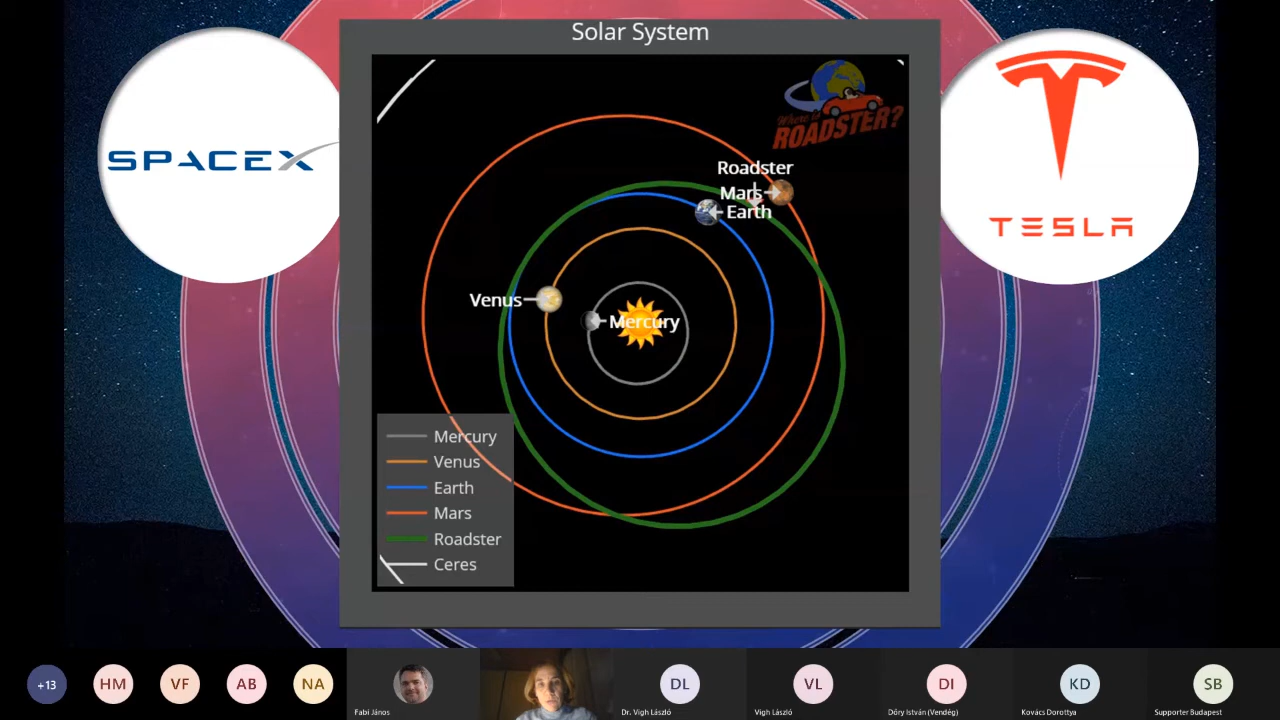 Solar System
SPACEX
Where is
ROADSTER?
TESLA
Roadster
Mars
Earth
Venus
Mercury
Mercury
Venus
Earth
Mars
Roadster
Ceres
+13
HM
VF
AB
NA
DL
VL
DI
KD
SB
Fabi János
Dr. Vigh László
Vigh László
Dőry István (Vendég)
Kovács Dorottya
Supporter Budapest